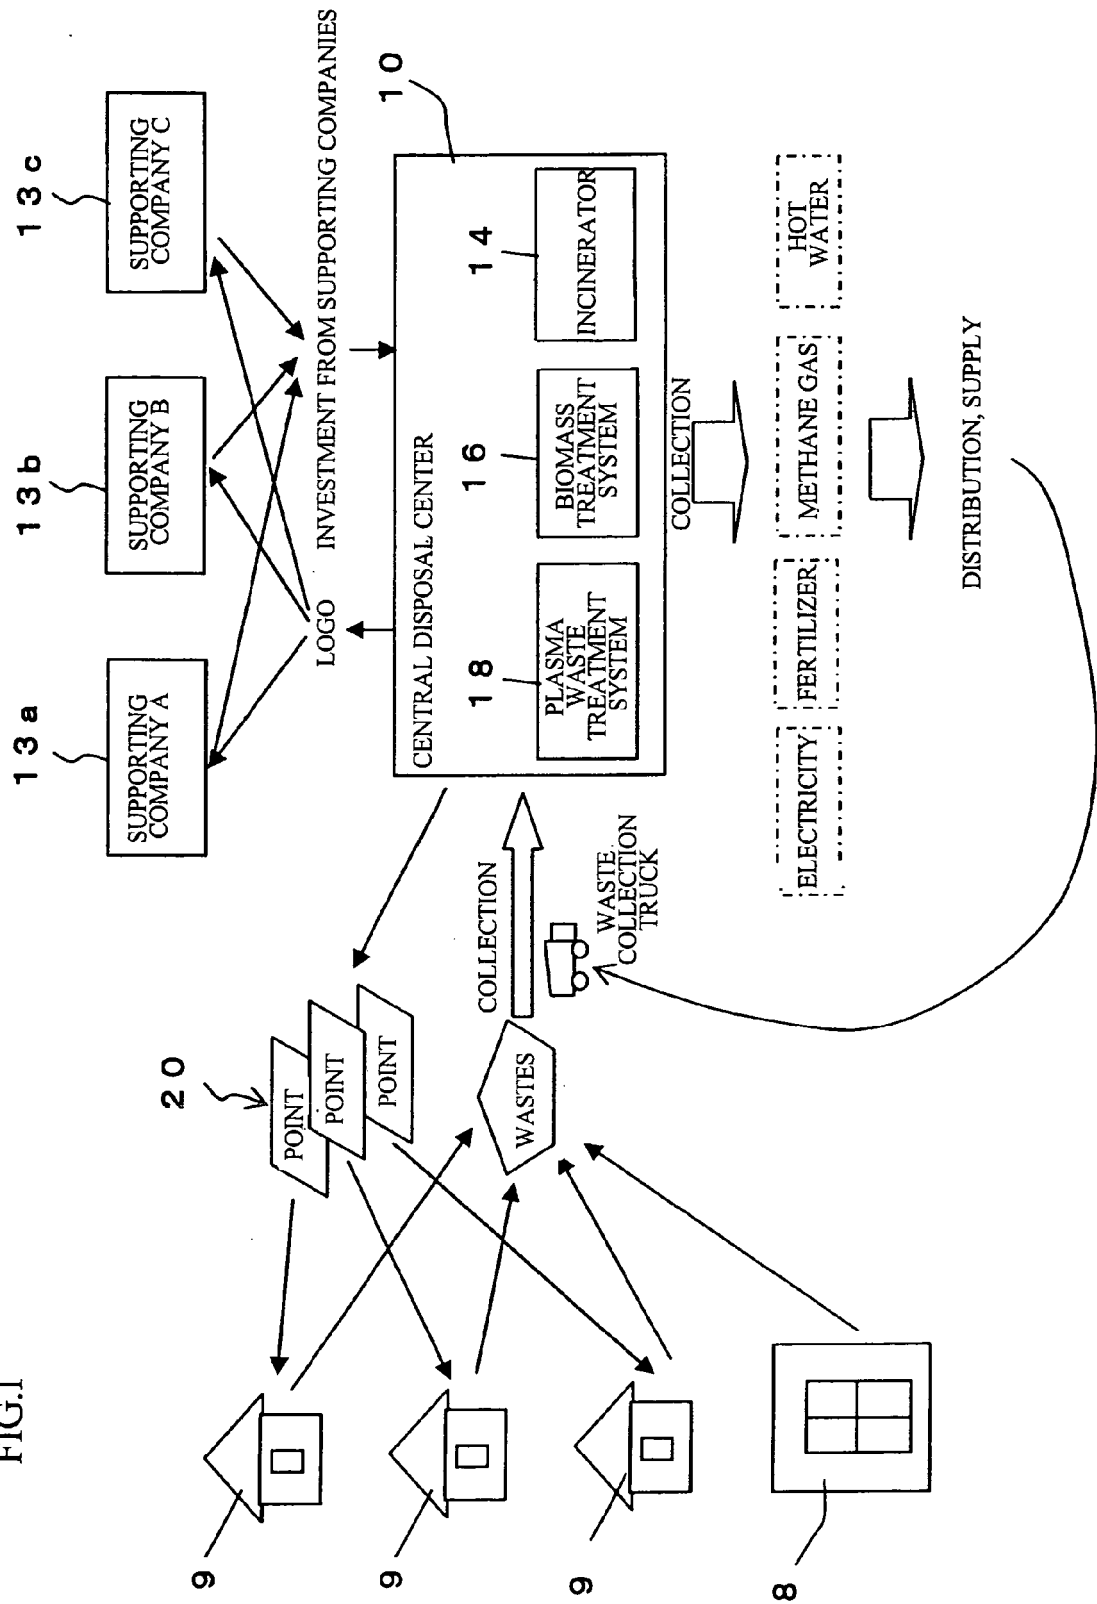 FIG.1
13a
13b
13c
SUPPORTING
COMPANY A
SUPPORTING
COMPANY B
SUPPORTING
COMPANY C
LOGO
INVESTMENT FROM SUPPORTING COMPANIES
10
CENTRAL DISPOSAL CENTER
18
PLASMA
WASTE
TREATMENT
SYSTEM
16
BIOMASS
TREATMENT
SYSTEM
14
INCINERATOR
20
POINT
POINT
POINT
WASTES
COLLECTION
WASTE
COLLECTION
TRUCK
COLLECTION
ELECTRICITY
FERTILIZER
METHANE GAS
HOT
WATER
DISTRIBUTION, SUPPLY
9
9
9
8